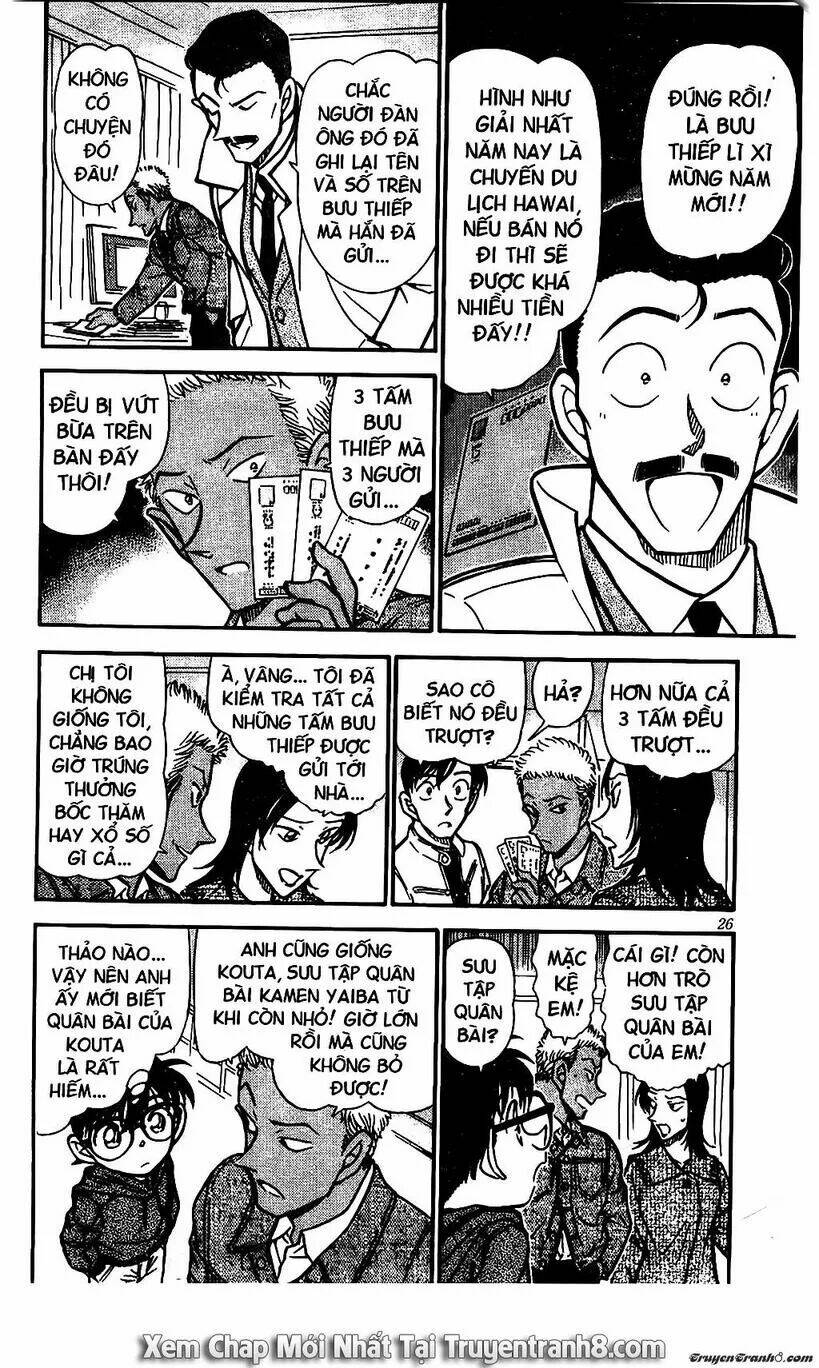 ĐÚNG RỒI!
LÀ BƯU
THIẾP LÌ XÌ
MỪNG NĂM
MỚI!!
HÌNH NHƯ
GIẢI NHẤT
NĂM NAY LÀ
CHUYẾN DU
LỊCH HAWAI,
NẾU BÁN NÓ
ĐI THÌ SẼ
ĐƯỢC KHÁ
NHIỀU TIỀN
ĐẤY!!
CHẮC
NGƯỜI ĐÀN
ÔNG ĐÓ ĐÃ
GHI LẠI TÊN
VÀ SỐ TRÊN
BƯU THIẾP
MÀ HẮN ĐÃ
GỬI...
KHÔNG
CÓ
CHUYỆN
ĐÓ
ĐÂU!
3 TẤM
BƯU
THIẾP MÀ
3 NGƯỜI
GỬI...
ĐỀU BỊ VỨT
BỪA TRÊN
BÀN ĐẤY
THÔI!
HƠN NỮA CẢ
3 TẤM ĐỀU
TRƯỢT...
HẢ?
SAO CÔ
BIẾT NÓ ĐỀU
TRƯỢT?
À, VÂNG... TÔI ĐÃ
KIỂM TRA TẤT CẢ
NHỮNG TẤM BƯU
THIẾP ĐƯỢC
GỬI TỚI
NHÀ...
CHỊ TÔI
KHÔNG
GIỐNG TÔI,
CHẲNG BAO
GIỜ TRÚNG
THƯỞNG
BỐC THĂM
HAY XỔ SỐ
GÌ CẢ...
26
CÁI GÌ! CÒN
HƠN TRÒ
SƯU TẬP
QUÂN BÀI
CỦA EM!
MẶC
KỆ
EM!
SƯU
TẬP
QUÂN
BÀI?
ANH CŨNG GIỐNG
KOUTA, SƯU TẬP QUÂN
BÀI KAMEN YAIBA TỪ
KHI CÒN NHỎ! GIỜ LỚN
RỒI MÀ CŨNG
KHÔNG BỎ
ĐƯỢC!
THẢO NÀO...
VẬY NÊN ANH
ẤY MỚI BIẾT
QUÂN BÀI CỦA
KOUTA
LÀ RẤT
HIẾM...
Xem Chap Mới Nhất Tại Truyentranh8.com
TruyenTranh8.com